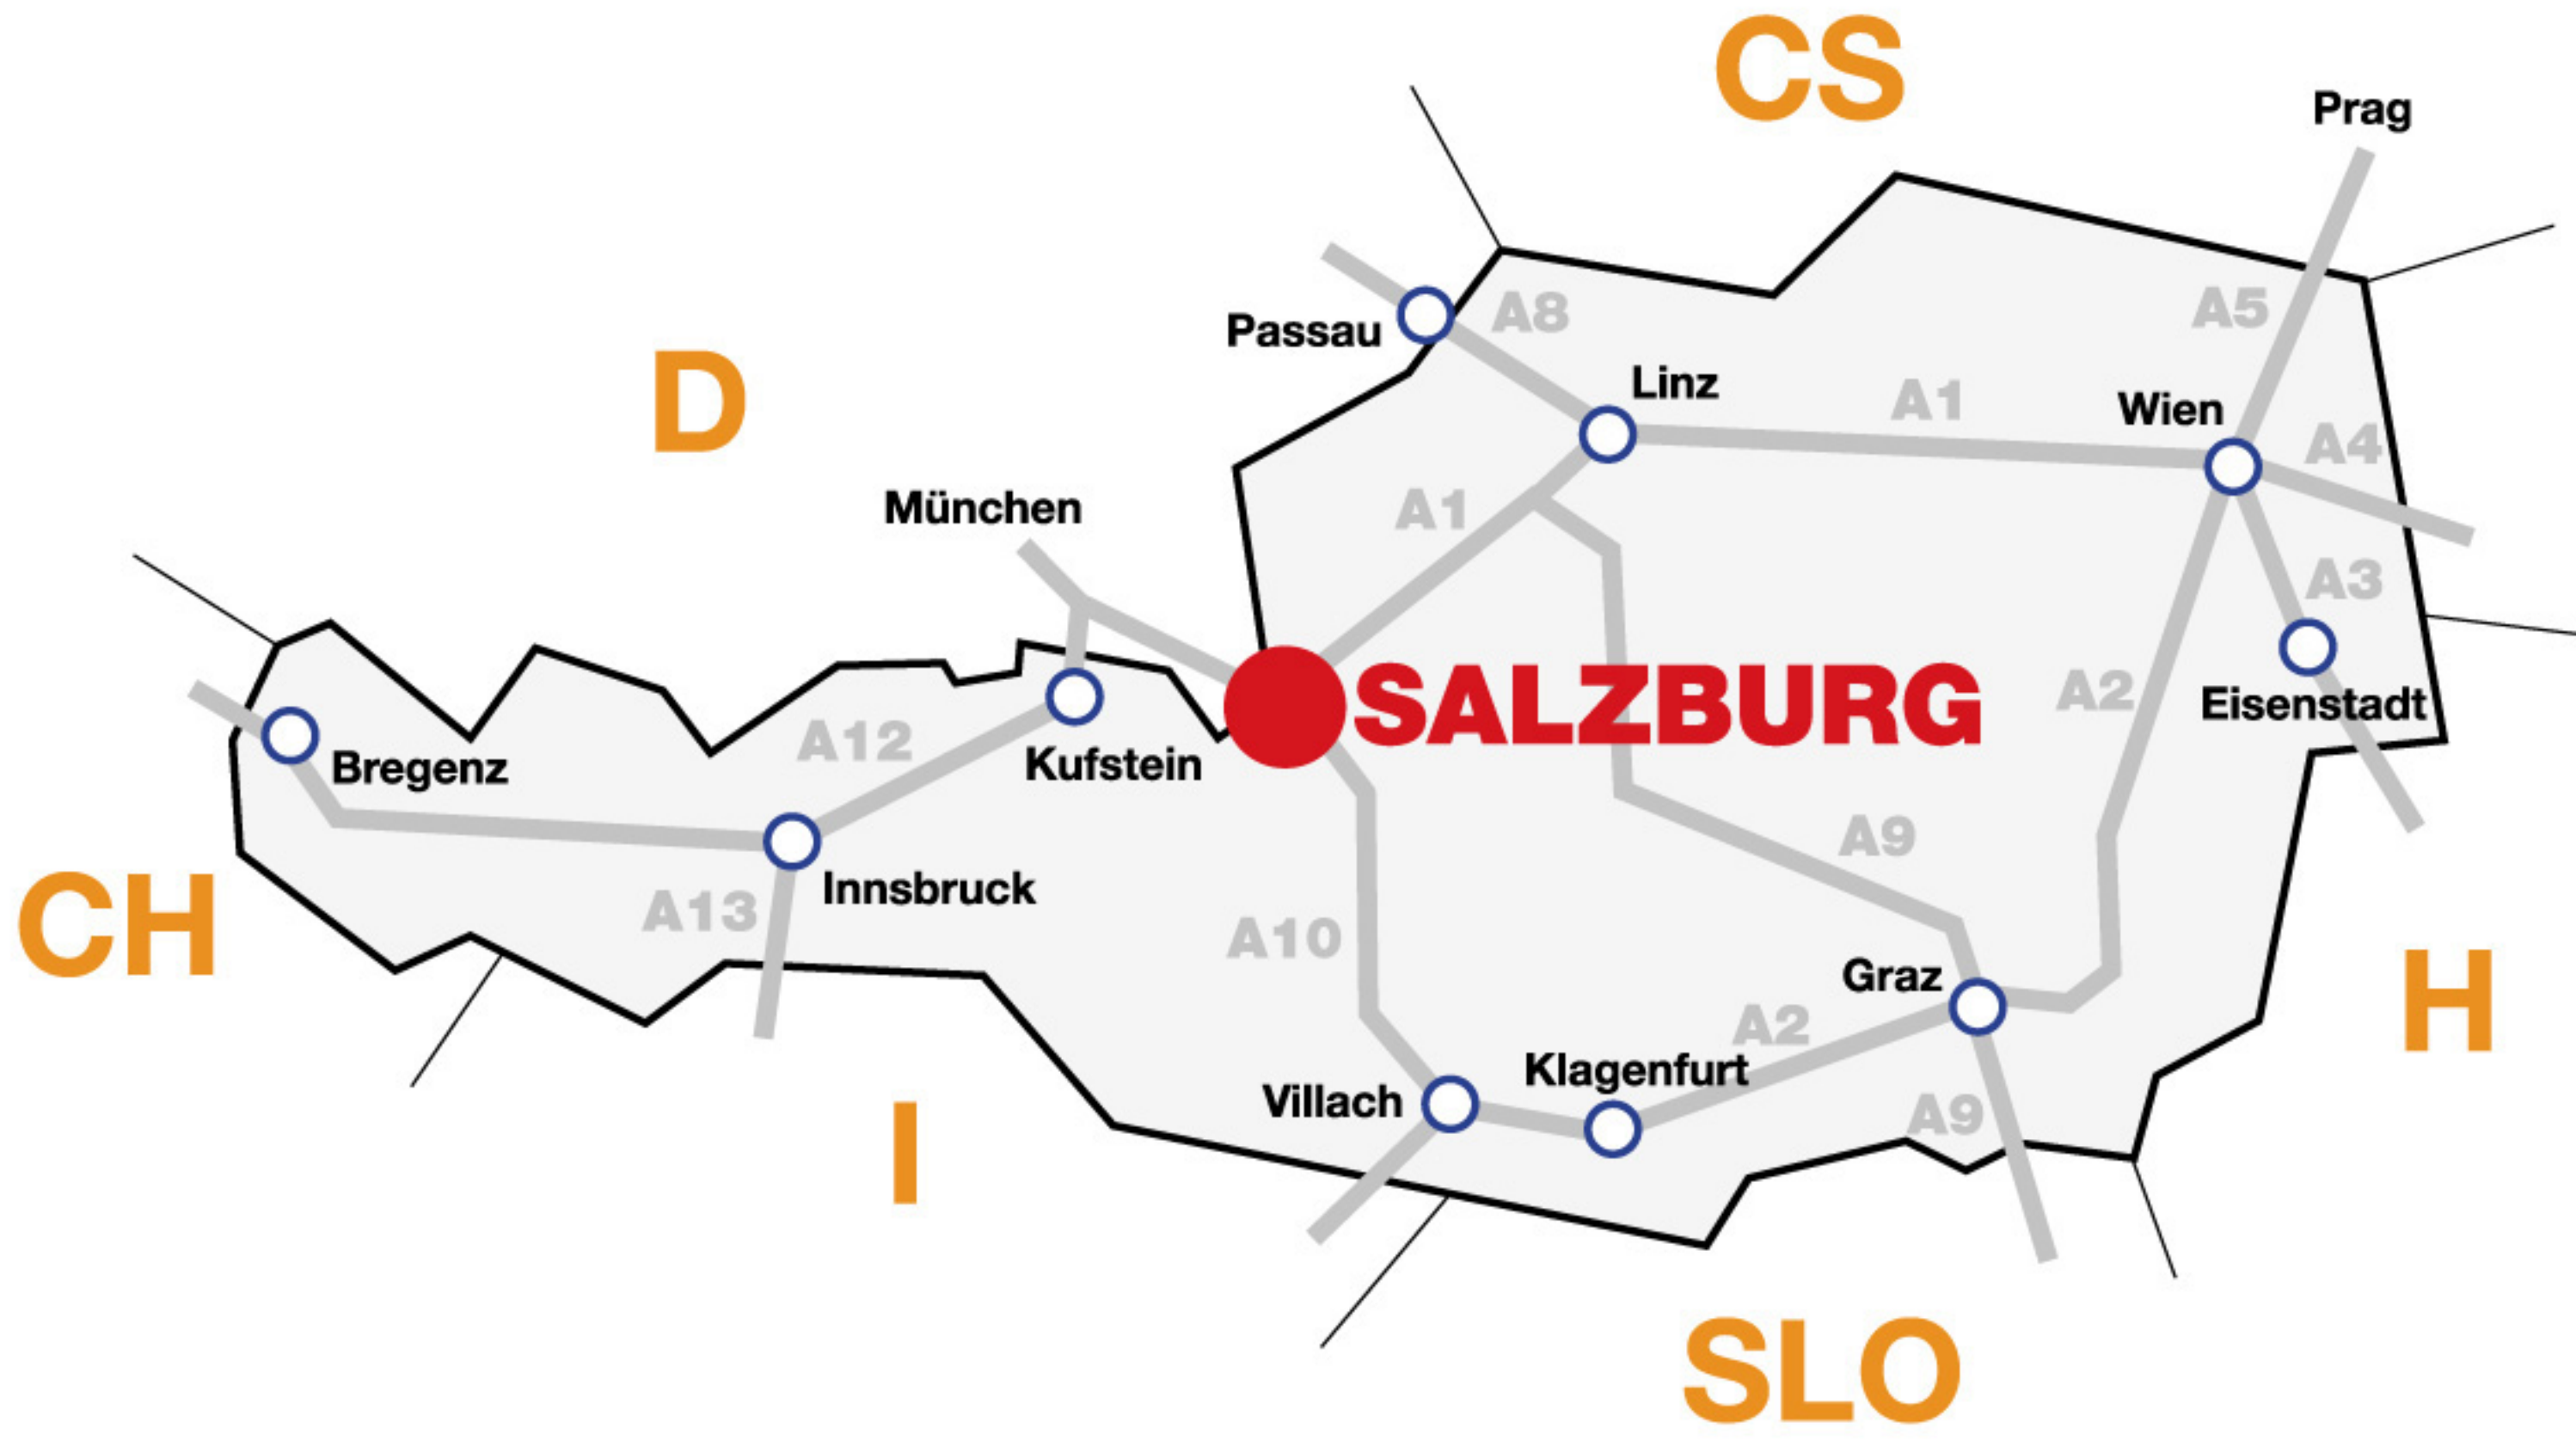 CS
Prag
A5
Passau
A8
Linz
A1
Wien
A4
D
München
A1
A3
SALZBURG
A2
Eisenstadt
A12
Kufstein
Bregenz
A9
CH
Innsbruck
A13
A10
Graz
H
A2
Klagenfurt
Villach
A9
I
SLO